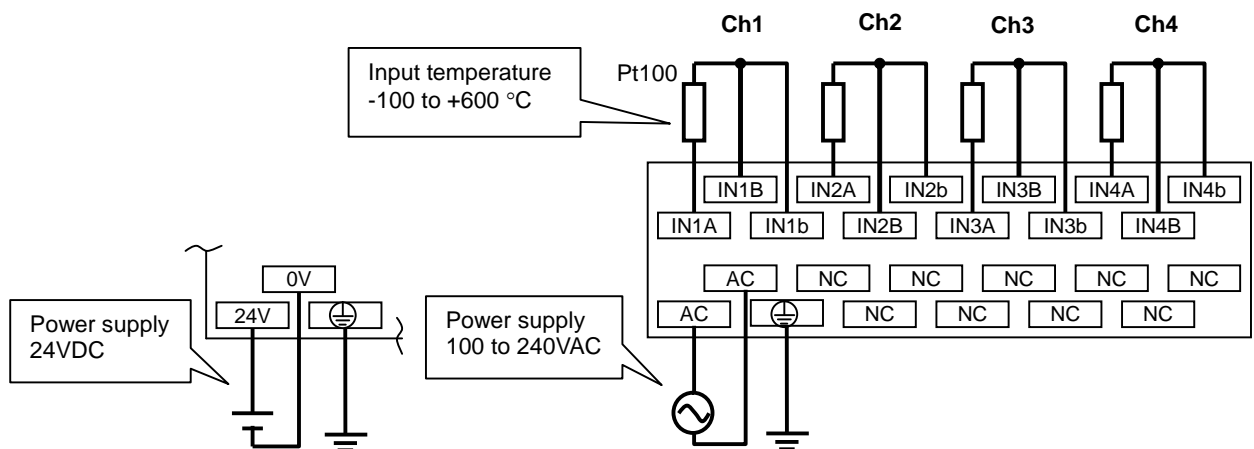 Ch1 Ch2 Ch3 Ch4
Input temperature
-100 to +600 °C
Pt100
IN1B IN2A IN2b IN3B IN4A IN4b
IN1A IN1b IN2B IN3A IN3b IN4B
AC NC NC NC NC NC
AC NC NC NC NC
Power supply
100 to 240VAC
0V
24V
Power supply
24VDC